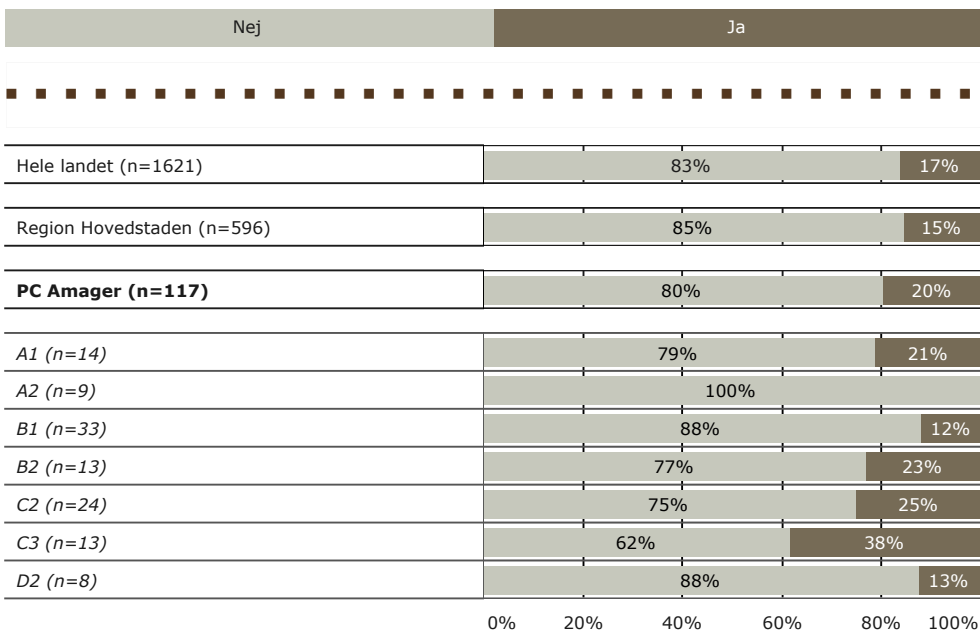 Nej Ja
Hele landet (n=1621) 83% 17%
Region Hovedstaden (n=596) 85% 15%
PC Amager (n=117) 80% 20%
A1 (n=14) 79% 21%
A2 (n=9) 100%
B1 (n=33) 88% 12%
B2 (n=13) 77% 23%
C2 (n=24) 75% 25%
C3 (n=13) 62% 38%
D2 (n=8) 88% 13%
0% 20% 40% 60% 80% 100%